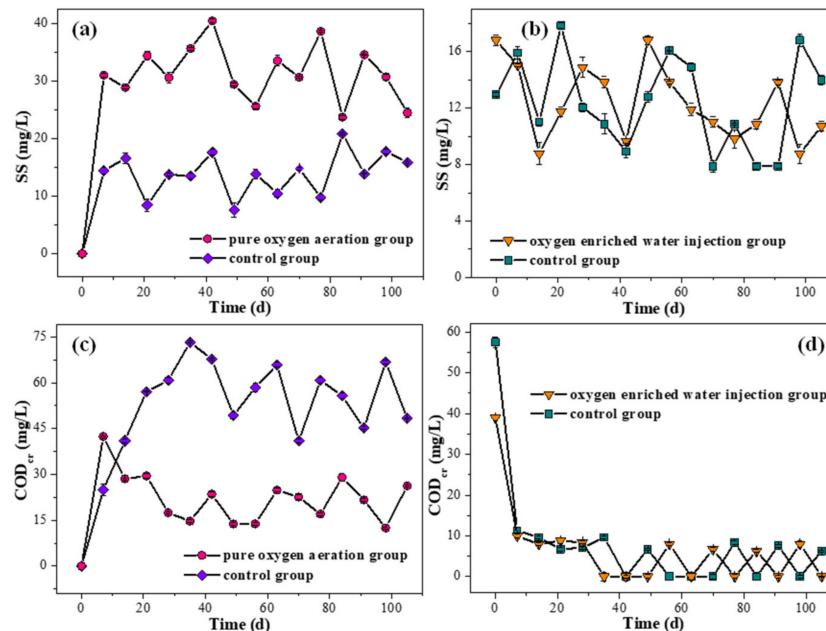 (a)
SS (mg/L)
40
30
20
10
0
pure oxygen aeration group
control group
0 20 40 60 80 100
Time (d)
(b)
SS (mg/L)
16
12
8
4
0
oxygen enriched water injection group
control group
0 20 40 60 80 100
Time (d)
(c)
CODcr (mg/L)
75
60
45
30
15
0
pure oxygen aeration group
control group
0 20 40 60 80 100
Time (d)
(d)
CODcr (mg/L)
60
50
40
30
20
10
0
oxygen enriched water injection group
control group
0 20 40 60 80 100
Time (d)